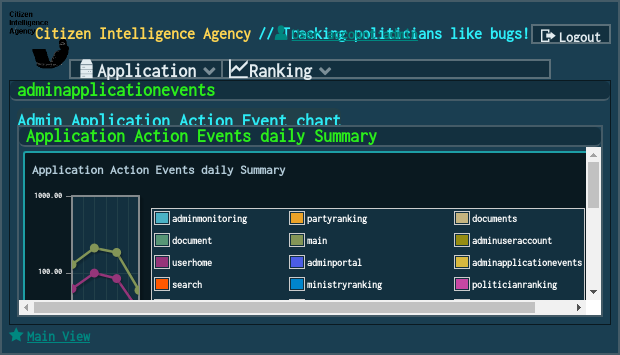 Citizen
Intelligence
Agency
Citizen Intelligence Agency // Tracking politicians like bugs!
Logout
Application
Ranking
adminapplicationevents
Admin Application Action Event chart
Application Action Events daily Summary
Application Action Events daily Summary
1000.00
100.00
adminmonitoring
partyranking
documents
document
main
adminuseraccount
userhome
adminportal
adminapplicationevents
search
ministryranking
politicianranking
Main View